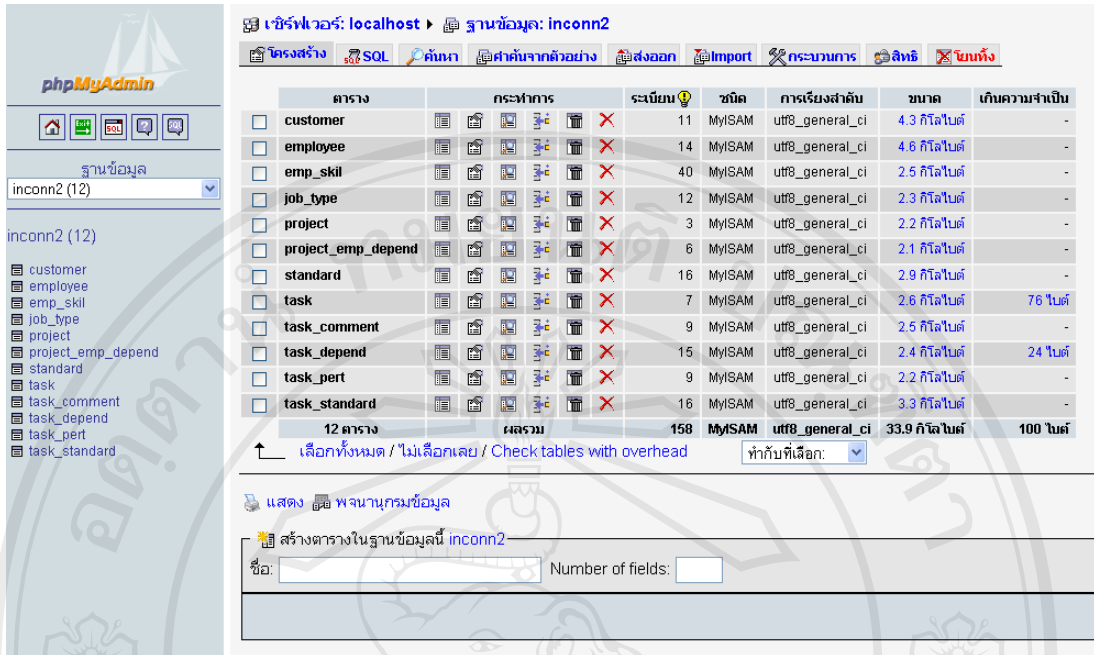 phpMyAdmin
ฐานข้อมูล
inconn2 (12)
inconn2 (12)
customer
employee
emp_skil
job_type
project
project_emp_depend
standard
task
task_comment
task_depend
task_pert
task_standard
เซิร์ฟเวอร์: localhost ฐานข้อมูล: inconn2
โครงสร้าง SQL ค้นหา คำค้นจากตัวอย่าง ส่งออก Import กระบวนการ สิทธิ โยนทิ้ง
ตาราง กระทำการ ระเบียน ชนิด การเรียงลำดับ ขนาด เกินความจำเป็น
customer 11 MyISAM utf8_general_ci 4.3 กิโลไบต์ -
employee 14 MyISAM utf8_general_ci 4.6 กิโลไบต์ -
emp_skil 40 MyISAM utf8_general_ci 2.5 กิโลไบต์ -
job_type 12 MyISAM utf8_general_ci 2.3 กิโลไบต์ -
project 3 MyISAM utf8_general_ci 2.2 กิโลไบต์ -
project_emp_depend 6 MyISAM utf8_general_ci 2.1 กิโลไบต์ -
standard 16 MyISAM utf8_general_ci 2.9 กิโลไบต์ -
task 7 MyISAM utf8_general_ci 2.6 กิโลไบต์ 76 ไบต์
task_comment 9 MyISAM utf8_general_ci 2.5 กิโลไบต์ -
task_depend 15 MyISAM utf8_general_ci 2.4 กิโลไบต์ 24 ไบต์
task_pert 9 MyISAM utf8_general_ci 2.2 กิโลไบต์ -
task_standard 16 MyISAM utf8_general_ci 3.3 กิโลไบต์ -
12 ตาราง ผลรวม 158 MyISAM utf8_general_ci 33.9 กิโลไบต์ 100 ไบต์
เลือกทั้งหมด / ไม่เลือกเลย / Check tables with overhead ทำกับที่เลือก:
แสดง พจนานุกรมข้อมูล
สร้างตารางในฐานข้อมูลนี้ inconn2
ชื่อ: Number of fields: